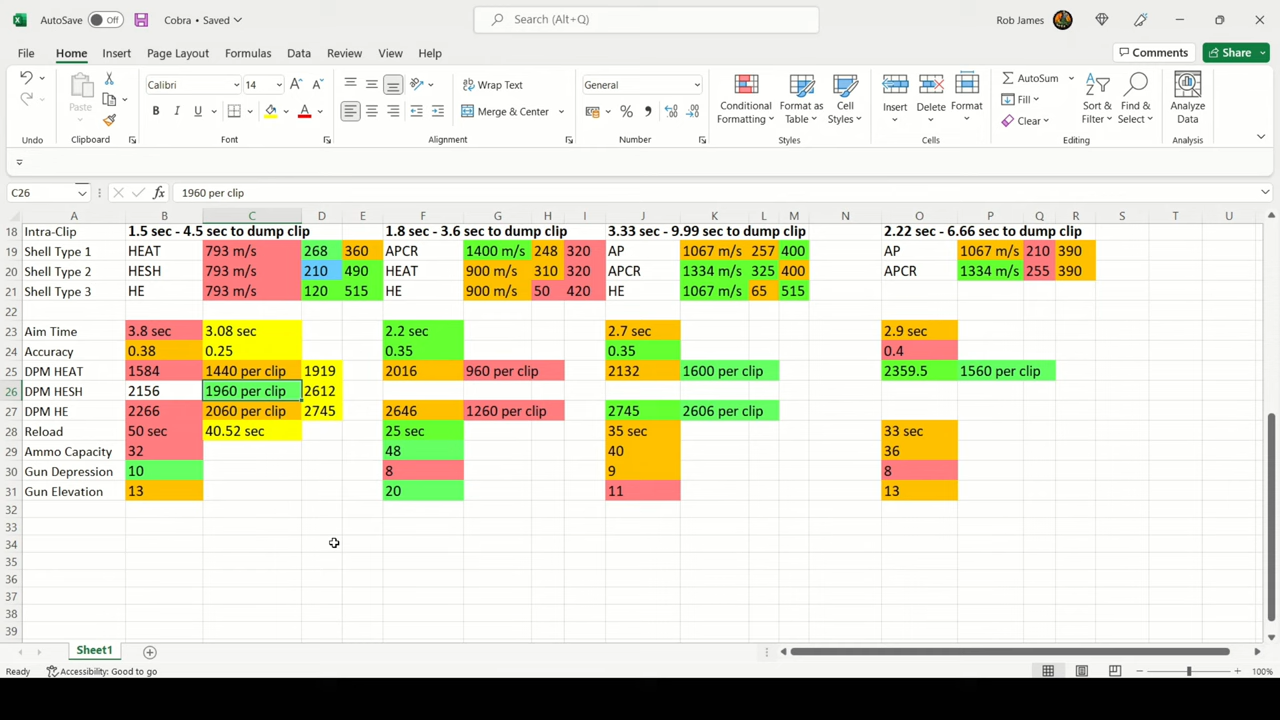 AutoSave Off Cobra • Saved Search (Alt+Q) Rob James
File Home Insert Page Layout Formulas Data Review View Help Comments Share
Calibri 14 Wrap Text General AutoSum
Paste Merge & Center Conditional Formatting Format as Table Cell Styles Insert Delete Format Fill Clear Sort & Filter Find & Select Analyze Data
Undo Clipboard Font Alignment Number Styles Cells Editing Analysis
C26 fx 1960 per clip
A B C D E F G H I J K L M N O P Q R S T U
18 Intra-Clip 1.5 sec - 4.5 sec to dump clip 1.8 sec - 3.6 sec to dump clip 3.33 sec - 9.99 sec to dump clip 2.22 sec - 6.66 sec to dump clip
19 Shell Type 1 HEAT 793 m/s 268 360 APCR 1400 m/s 248 320 AP 1067 m/s 257 400 AP 1067 m/s 210 390
20 Shell Type 2 HESH 793 m/s 210 490 HEAT 900 m/s 310 320 APCR 1334 m/s 325 400 APCR 1334 m/s 255 390
21 Shell Type 3 HE 793 m/s 120 515 HE 900 m/s 50 420 HE 1067 m/s 65 515
22
23 Aim Time 3.8 sec 3.08 sec 2.2 sec 2.7 sec 2.9 sec
24 Accuracy 0.38 0.25 0.35 0.35 0.4
25 DPM HEAT 1584 1440 per clip 1919 2016 960 per clip 2132 1600 per clip 2359.5 1560 per clip
26 DPM HESH 2156 1960 per clip 2612
27 DPM HE 2266 2060 per clip 2745 2646 1260 per clip 2745 2606 per clip
28 Reload 50 sec 40.52 sec 25 sec 35 sec 33 sec
29 Ammo Capacity 32 48 40 36
30 Gun Depression 10 8 9 8
31 Gun Elevation 13 20 11 13
32
33
34
35
36
37
38
39
Sheet1
Ready Accessibility: Good to go 100%